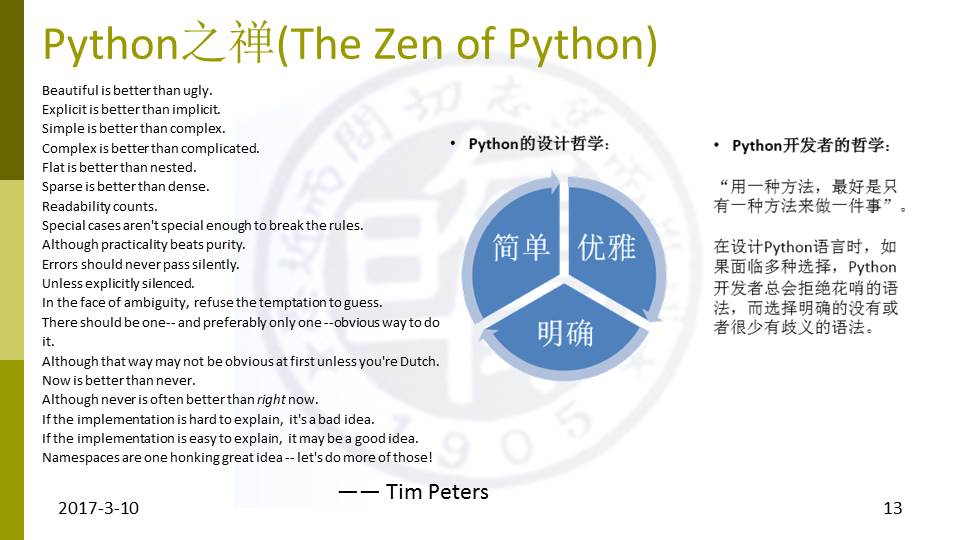 Python之禅(The Zen of Python)
Beautiful is better than ugly.
Explicit is better than implicit.
Simple is better than complex.
Complex is better than complicated.
Flat is better than nested.
Sparse is better than dense.
Readability counts.
Special cases aren't special enough to break the rules.
Although practicality beats purity.
Errors should never pass silently.
Unless explicitly silenced.
In the face of ambiguity, refuse the temptation to guess.
There should be one-- and preferably only one --obvious way to do
it.
Although that way may not be obvious at first unless you're Dutch.
Now is better than never.
Although never is often better than right now.
If the implementation is hard to explain, it's a bad idea.
If the implementation is easy to explain, it may be a good idea.
Namespaces are one honking great idea -- let's do more of those!
—— Tim Peters
• Python的设计哲学：
简单
优雅
明确
• Python开发者的哲学：
“用一种方法，最好是只
有一种方法来做一件事”。
在设计Python语言时，如
果面临多种选择，Python
开发者总会拒绝花哨的语
法，而选择明确的没有或
者很少有歧义的语法。
1905
2017-3-10
13